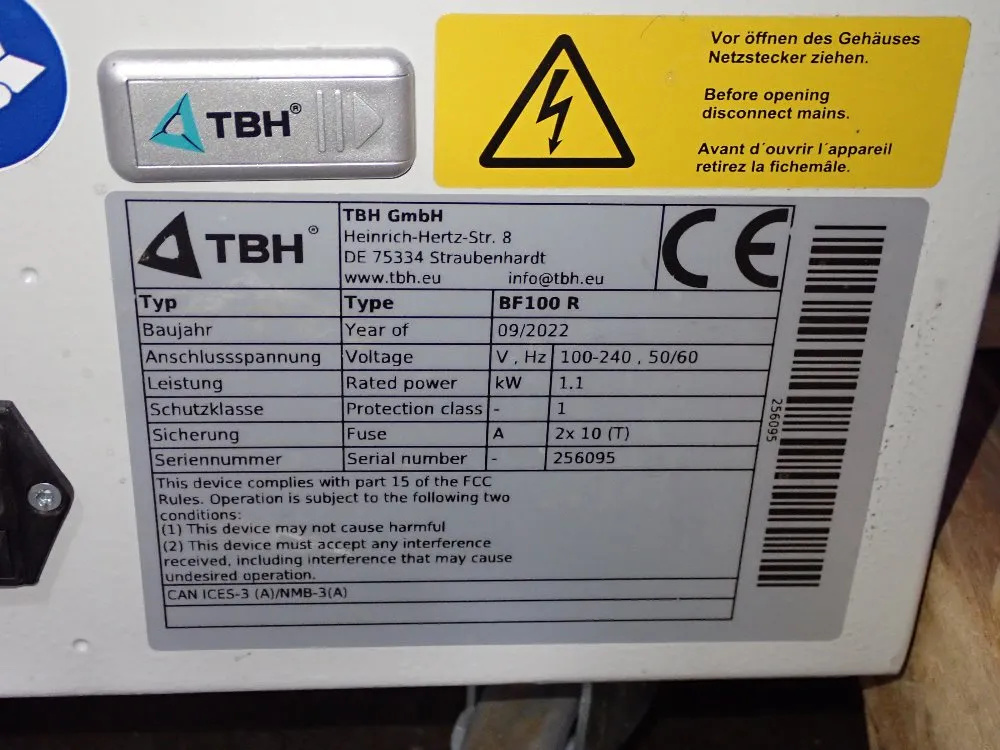 TBH®
Vor öffnen des Gehäuses
Netzstecker ziehen.
Before opening
disconnect mains.
Avant d´ouvrir l´appareil
retirez la fichemâle.
TBH®
TBH GmbH
Heinrich-Hertz-Str. 8
DE 75334 Straubenhardt
www.tbh.eu info@tbh.eu
CE
Typ Type BF100 R
Baujahr Year of 09/2022
Anschlussspannung Voltage V , Hz 100-240 , 50/60
Leistung Rated power kW 1.1
Schutzklasse Protection class - 1
Sicherung Fuse A 2x 10 (T)
Seriennummer Serial number - 256095
This device complies with part 15 of the FCC
Rules. Operation is subject to the following two
conditions:
(1) This device may not cause harmful
(2) This device must accept any interference
received, including interference that may cause
undesired operation.
CAN ICES-3 (A)/NMB-3(A)
256095